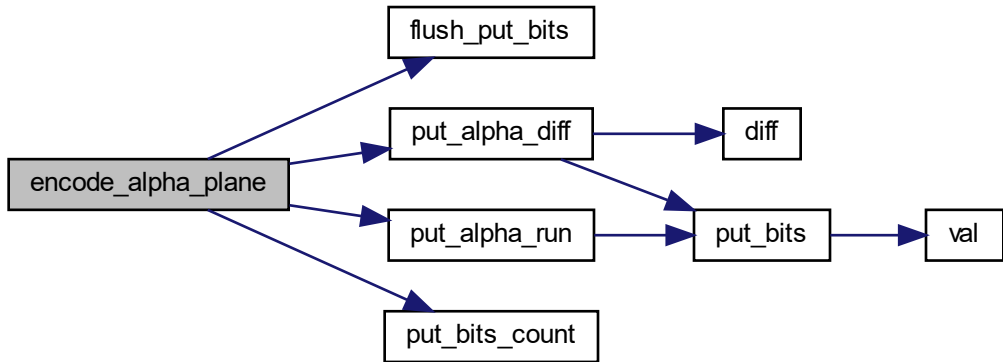 flush_put_bits
put_alpha_diff
diff
encode_alpha_plane
put_alpha_run
put_bits
val
put_bits_count